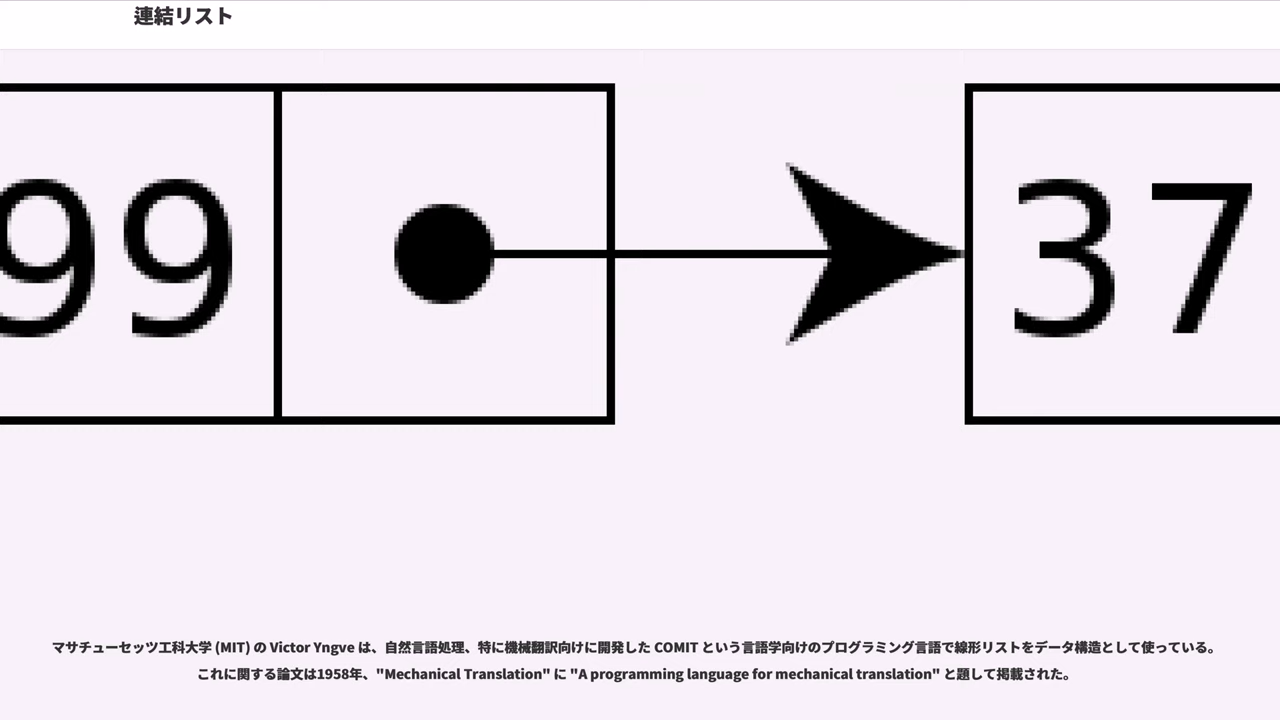 連結リスト
99
37
マサチューセッツ工科大学 (MIT) の Victor Yngve は、自然言語処理、特に機械翻訳向けに開発した COMIT という言語学向けのプログラミング言語で線形リストをデータ構造として使っている。
これに関する論文は1958年、"Mechanical Translation" に "A programming language for mechanical translation" と題して掲載された。